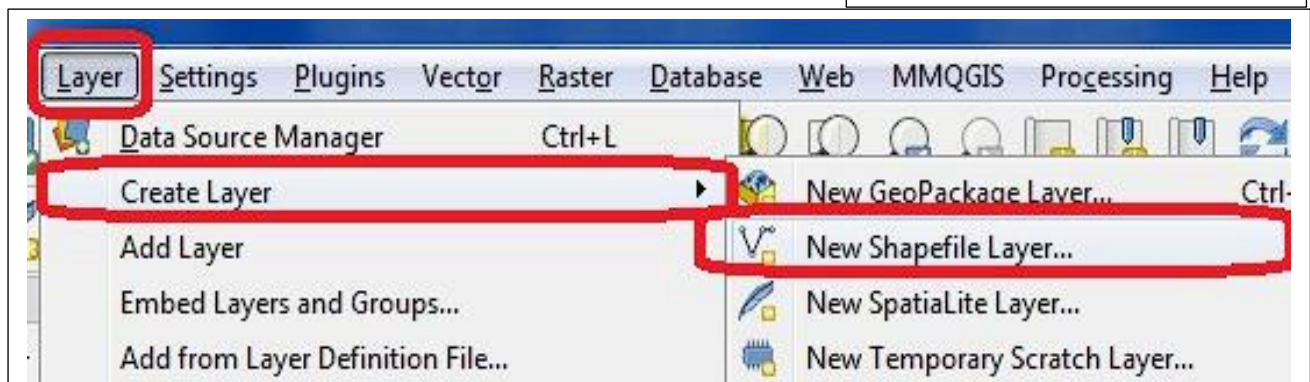 Layer Settings Plugins Vector Raster Database Web MMQGIS Processing Help
Data Source Manager Ctrl+L
Create Layer New GeoPackage Layer...
Add Layer New Shapefile Layer...
Embed Layers and Groups... New SpatiaLite Layer...
Add from Layer Definition File... New Temporary Scratch Layer...